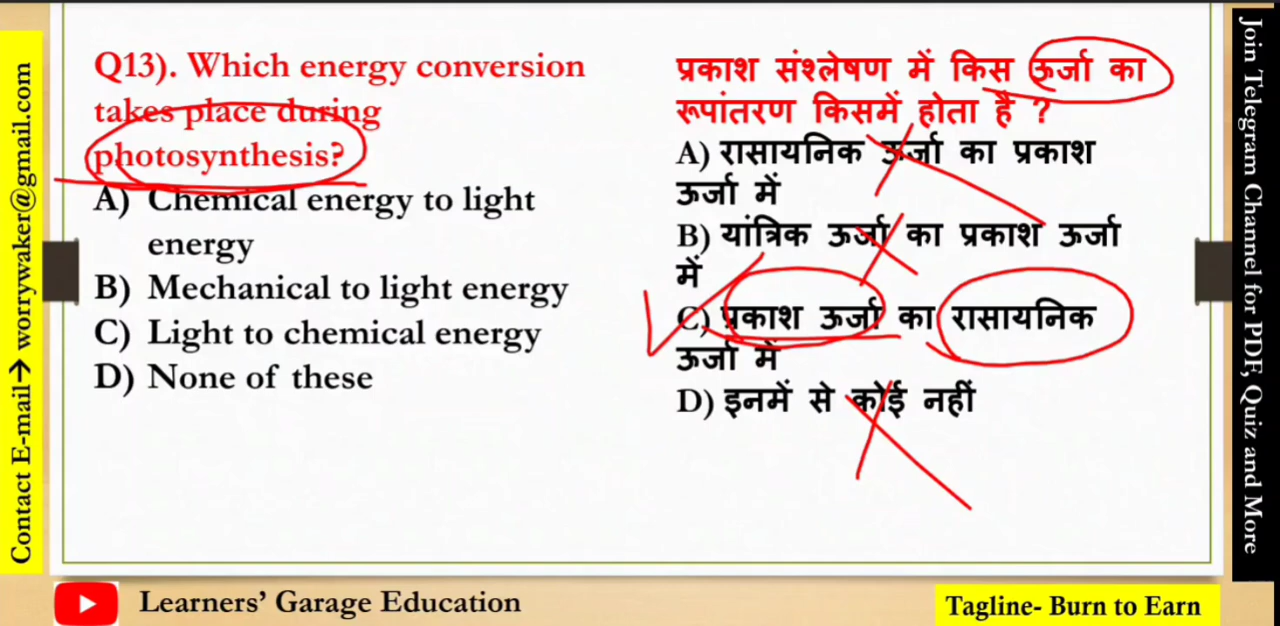 Contact E-mail→ worrywaker@gmail.com
Q13). Which energy conversion
takes place during
photosynthesis?
A) Chemical energy to light
energy
B) Mechanical to light energy
C) Light to chemical energy
D) None of these
प्रकाश संश्लेषण में किस ऊर्जा का
रूपांतरण किसमें होता है ?
A) रासायनिक ऊर्जा का प्रकाश
ऊर्जा में
B) यांत्रिक ऊर्जा का प्रकाश ऊर्जा
में
C) प्रकाश ऊर्जा का रासायनिक
ऊर्जा में
D) इनमें से कोई नहीं
Join Telegram Channel for PDF, Quiz and More
Learners' Garage Education
Tagline- Burn to Earn